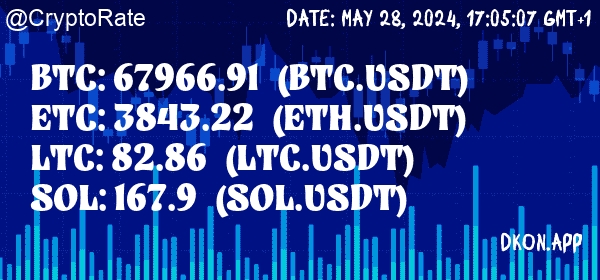 @CryptoRate
DATE: MAY 28, 2024, 17:05:07 GMT+1
BTC: 67966.91 (BTC.USDT)
ETC: 3843.22 (ETH.USDT)
LTC: 82.86 (LTC.USDT)
SOL: 167.9 (SOL.USDT)
DKON.APP